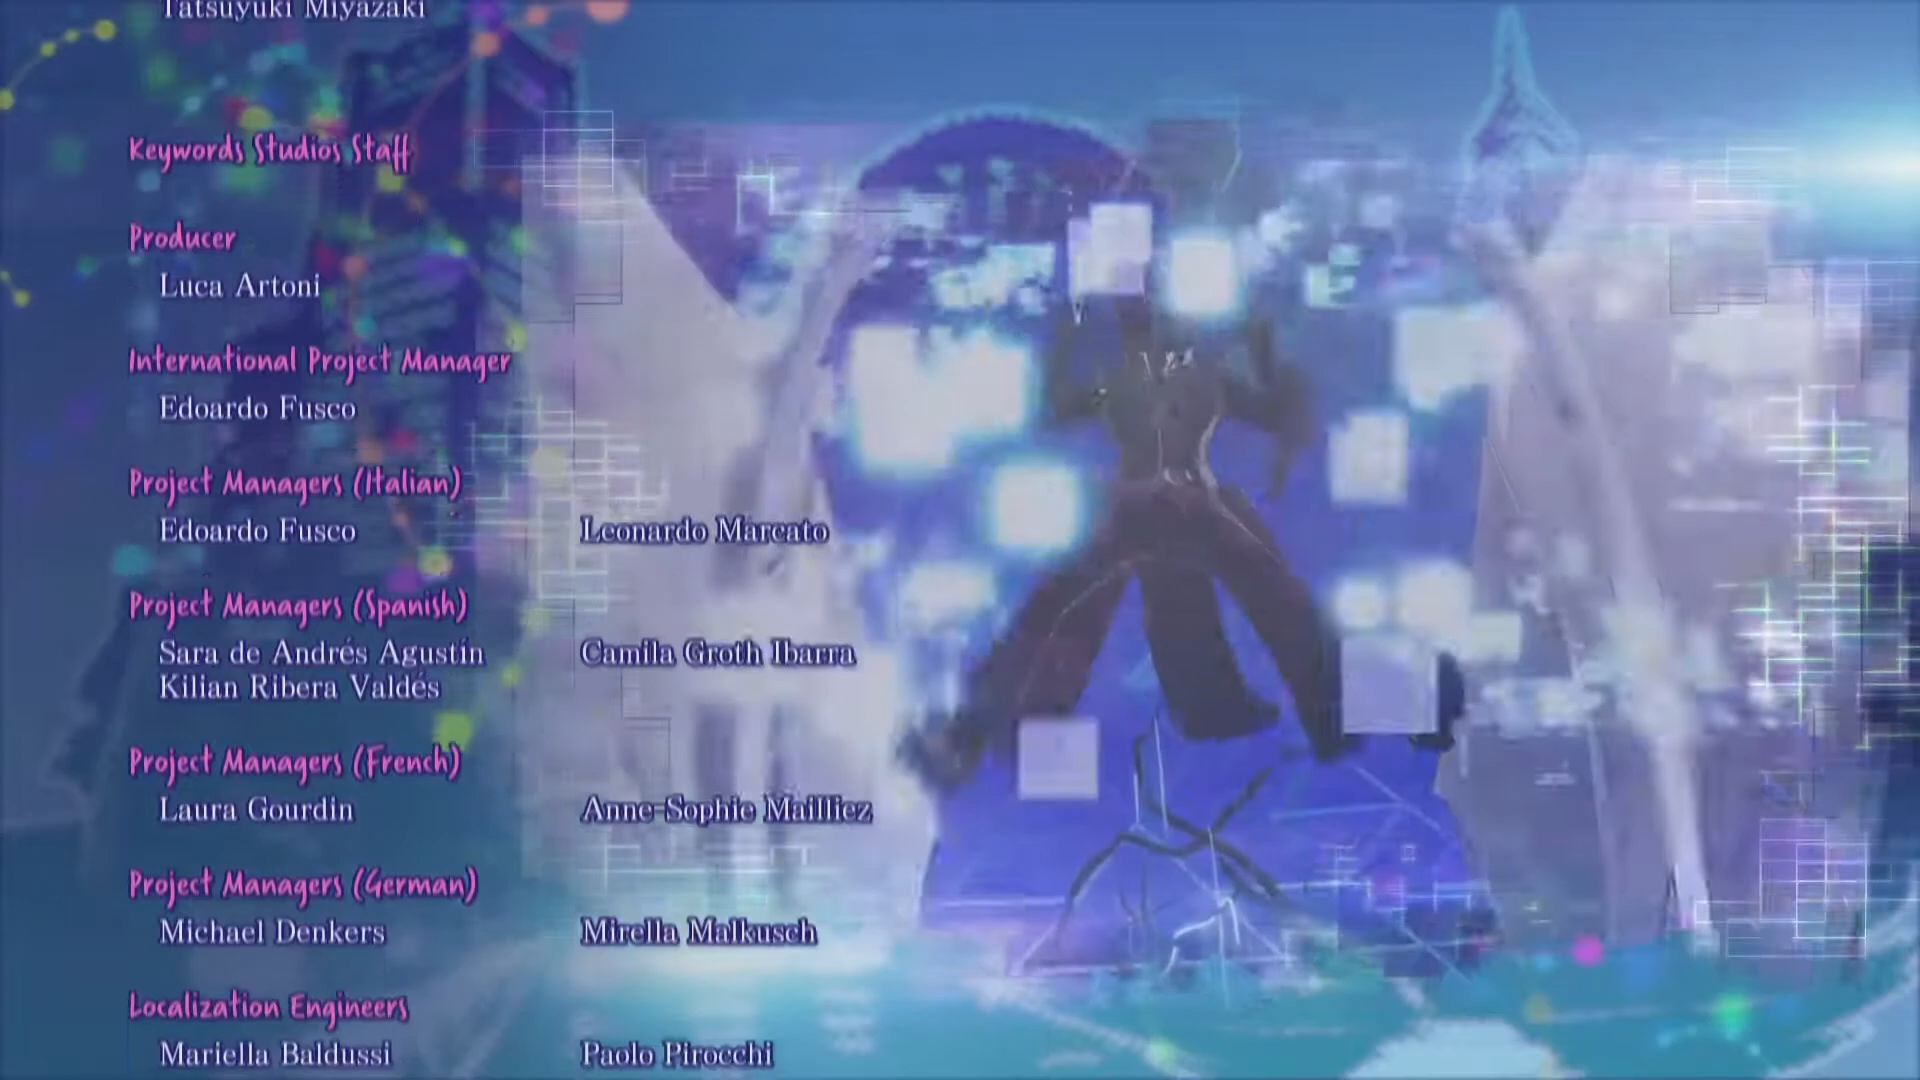 Tatsuyuki Miyazaki
Keywords Studios Staff
Producer
Luca Artoni
International Project Manager
Edoardo Fusco
Project Managers (Italian)
Edoardo Fusco Leonardo Marcato
Project Managers (Spanish)
Sara de Andrés Agustín Camila Groth Ibarra
Kilian Ribera Valdés
Project Managers (French)
Laura Gourdin Anne-Sophie Mailliez
Project Managers (German)
Michael Denkers Mirella Malkusch
Localization Engineers
Mariella Baldussi Paolo Pirocchi